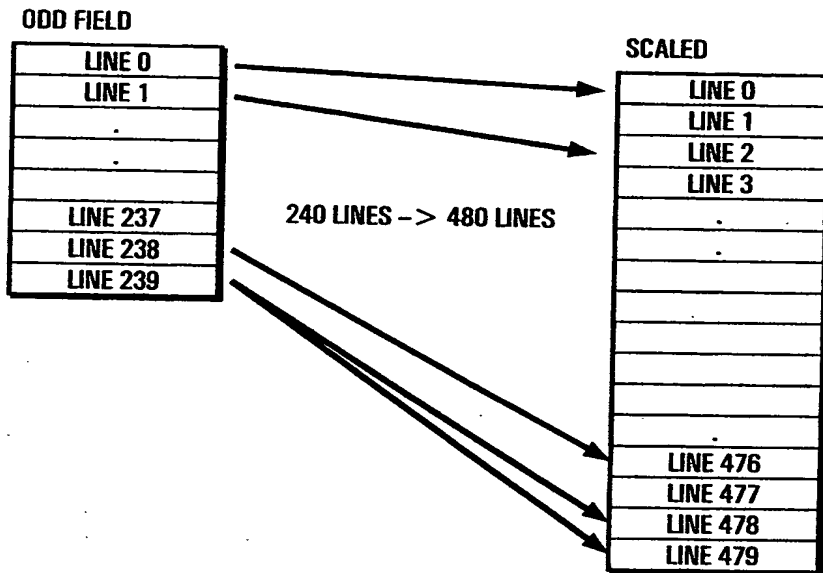 ODD FIELD
LINE 0
LINE 1
.
.
LINE 237
LINE 238
LINE 239
240 LINES -> 480 LINES
SCALED
LINE 0
LINE 1
LINE 2
LINE 3
.
.
.
LINE 476
LINE 477
LINE 478
LINE 479